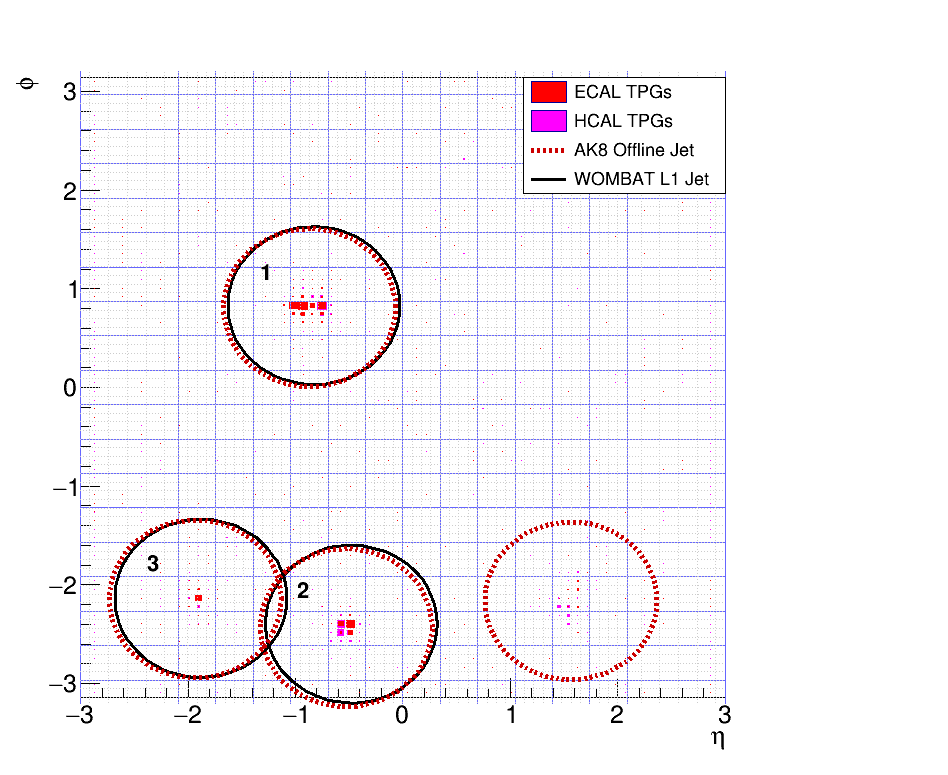 ϕ
3
2
1
0
−1
−2
−3
ECAL TPGs
HCAL TPGs
AK8 Offline Jet
WOMBAT L1 Jet
1
3
2
−3 −2 −1 0 1 2 3
η